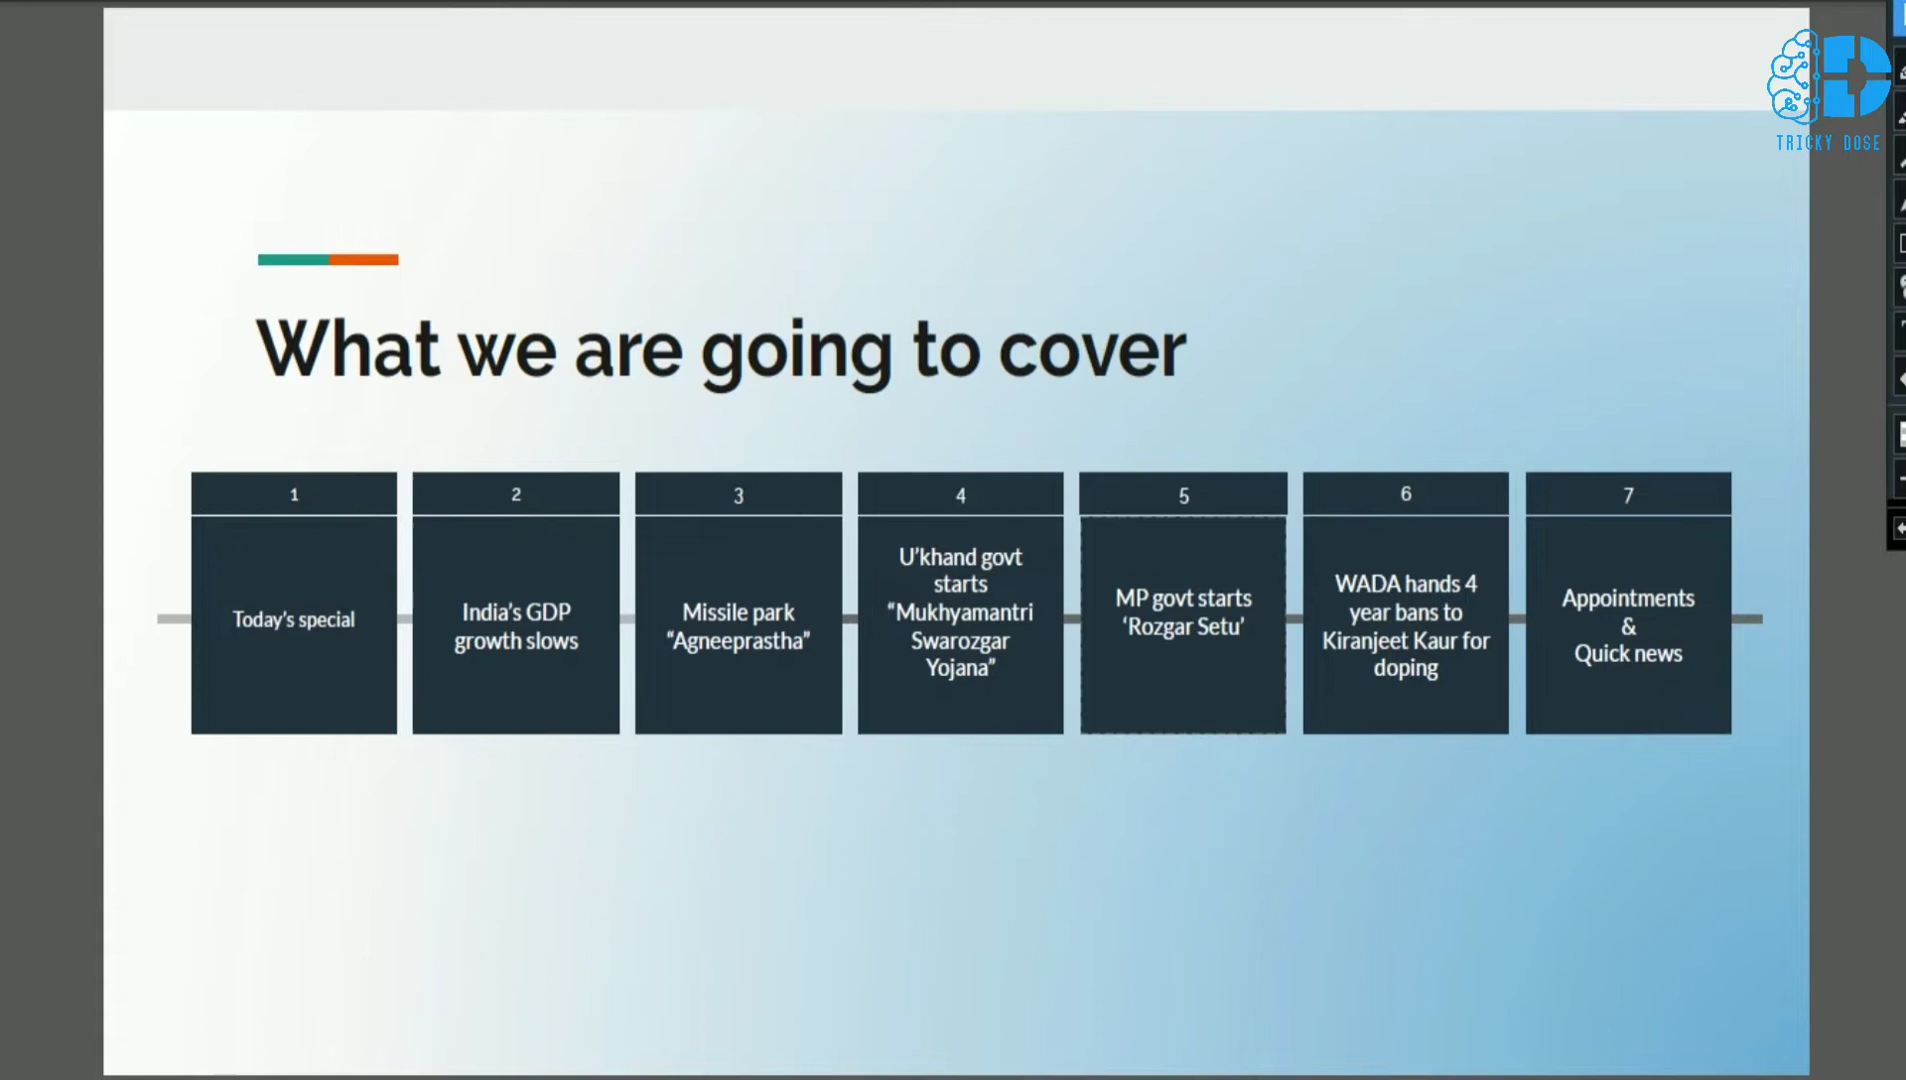 TRICKY DOSE
What we are going to cover
1
Today's special
2
India's GDP
growth slows
3
Missile park
“Agneeprastha”
4
U'khand govt
starts
“Mukhyamantri
Swarozgar
Yojana”
5
MP govt starts
‘Rozgar Setu’
6
WADA hands 4
year bans to
Kiranjeet Kaur for
doping
7
Appointments
&
Quick news